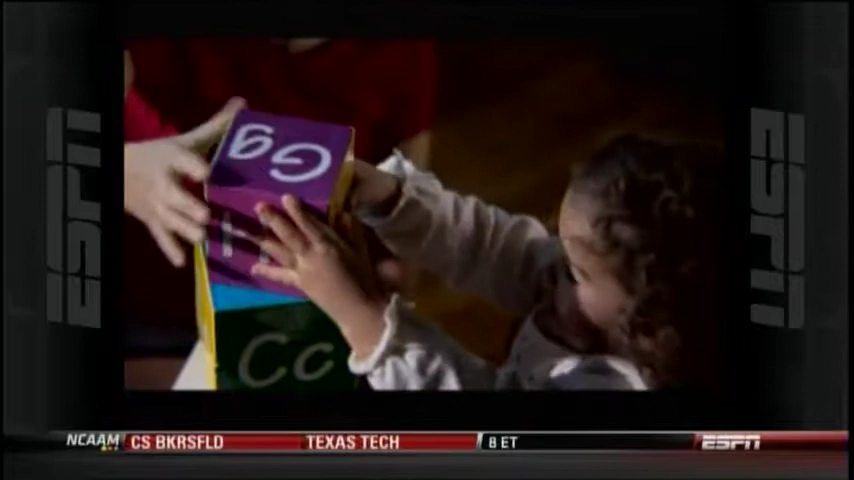 ESPN
ESPN
Gg
H
Cc
NCAAM CS BKRSFLD TEXAS TECH 8 ET ESPN